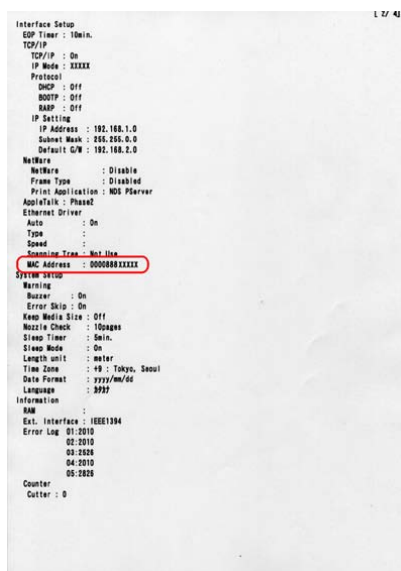 [ 2/ 4]
Interface Setup
EOP Timer : 10min.
TCP/IP
TCP/IP : On
IP Mode : XXXXX
Protocol
DHCP : Off
BOOTP : Off
RARP : Off
IP Setting
IP Address : 192.168.1.0
Subnet Mask : 255.255.0.0
Default G/W : 192.168.2.0
NetWare
NetWare : Disable
Frame Type : Disabled
Print Application : NDS PServer
AppleTalk : Phase2
Ethernet Driver
Auto : On
Type :
Speed :
Spanning Tree : Not Use
MAC Address : 0000888XXXXX
System Setup
Warning
Buzzer : On
Error Skip : On
Keep Media Size : Off
Nozzle Check : 10pages
Sleep Timer : 5min.
Sleep Mode : On
Length unit : meter
Time Zone : +9 : Tokyo, Seoul
Date Format : yyyy/mm/dd
Language :
Information
RAM :
Ext. Interface : IEEE1394
Error Log 01:2010
02:2010
03:2526
04:2010
05:2826
Counter
Cutter : 0